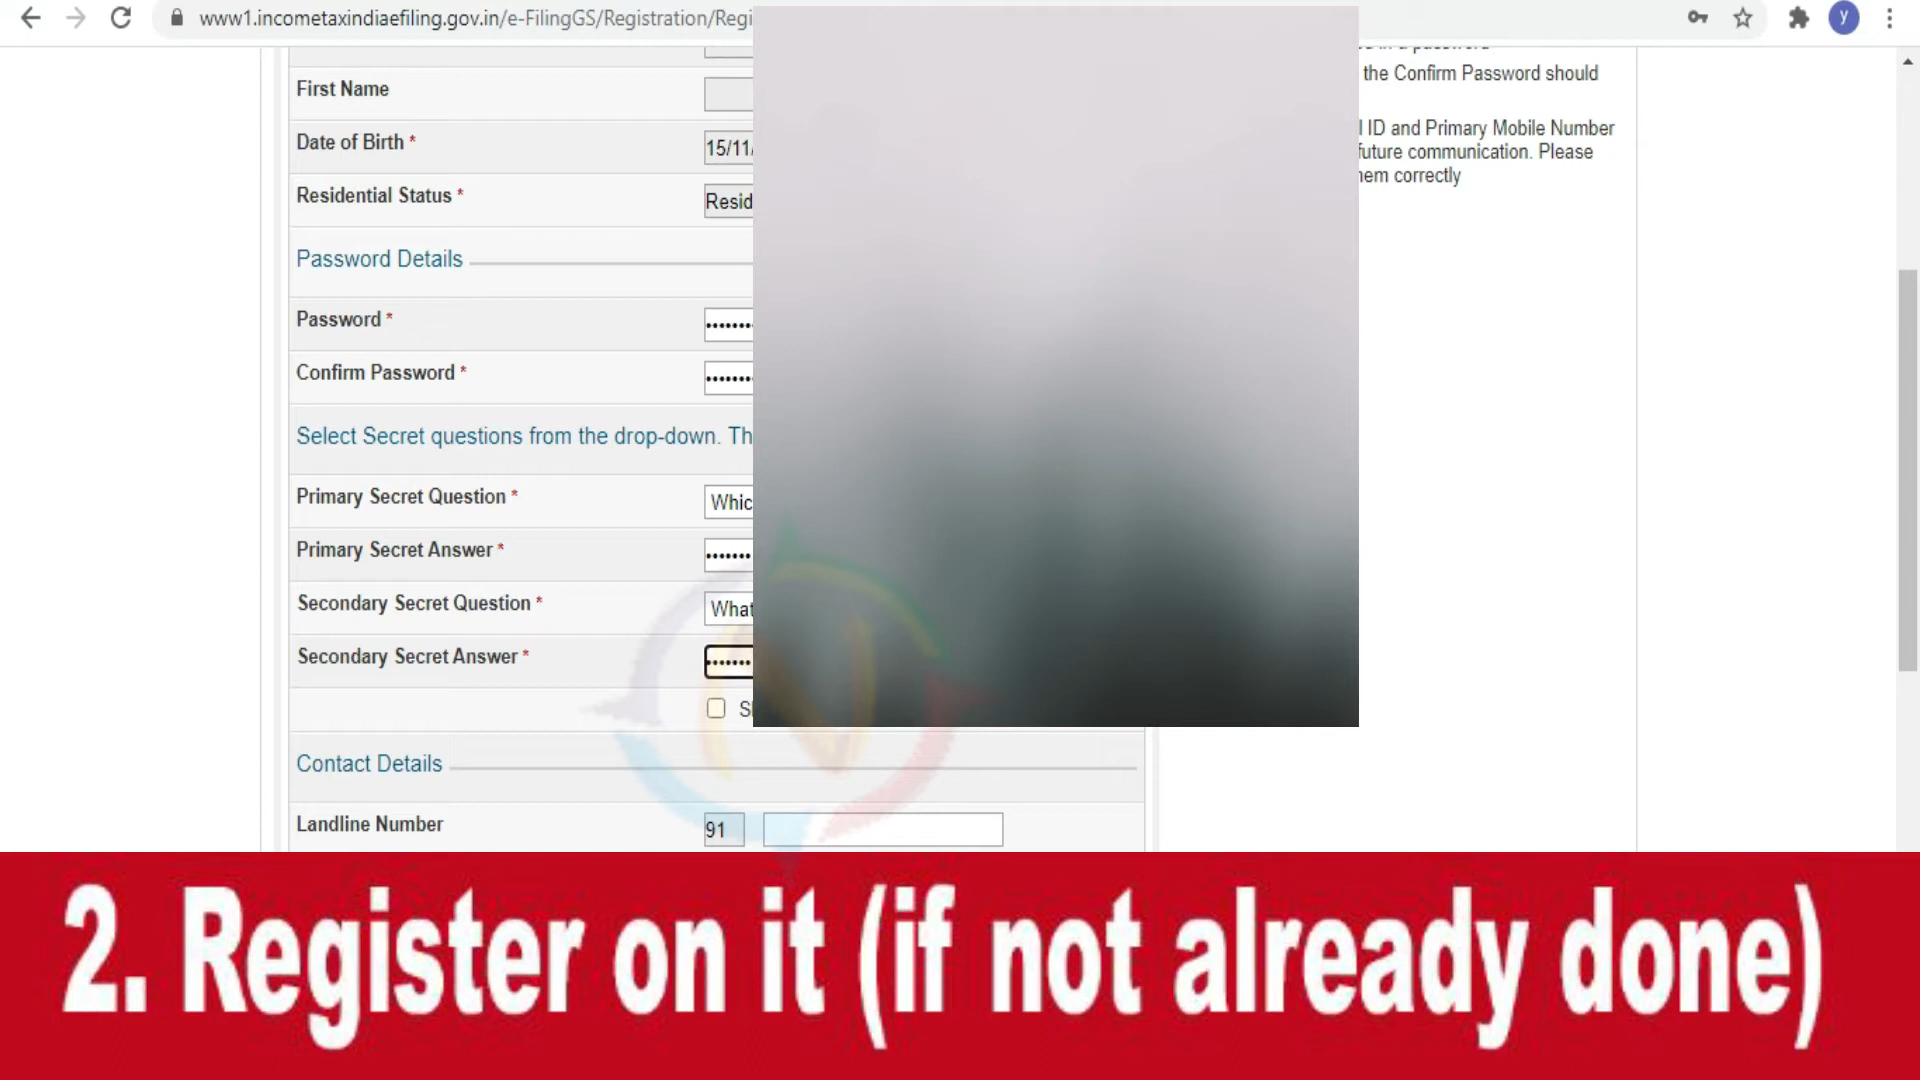 www1.incometaxindiaefiling.gov.in/e-FilingGS/Registration/Regi
y
the Confirm Password should
First Name
l ID and Primary Mobile Number
Date of Birth * 15/11/
future communication. Please
hem correctly
Residential Status * Resid
Password Details
Password * ••••••••
Confirm Password * ••••••••
Select Secret questions from the drop-down. Th
Primary Secret Question * Whic
Primary Secret Answer * •••••••
Secondary Secret Question * What
Secondary Secret Answer * •••••••
Contact Details
Landline Number 91
2. Register on it (if not already done)